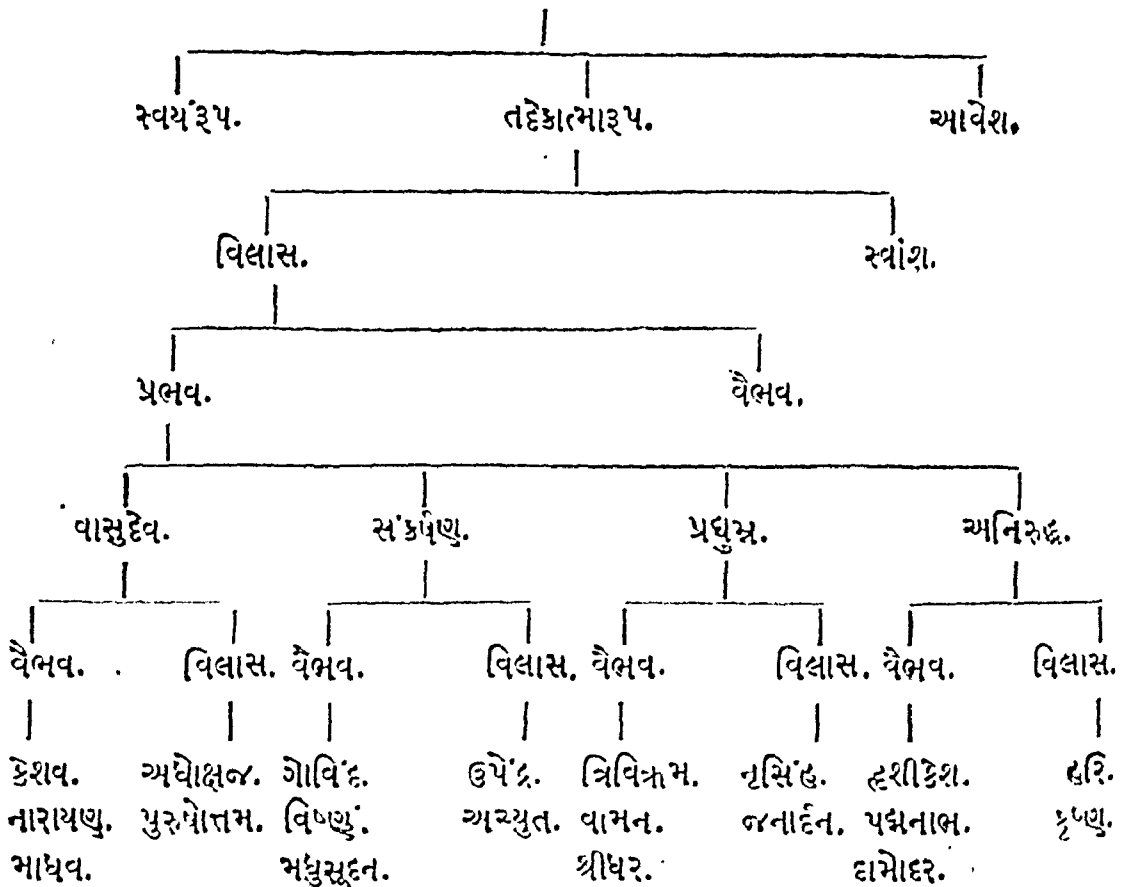 સ્વયંરૂપ. તદેકાત્મારૂપ. આવેશ.
વિલાસ. સ્વાંશ.
પ્રભવ. વૈભવ.
વાસુદેવ. સંકર્ષણ. પ્રદ્યુમ્ન. અનિરુદ્ધ.
વૈભવ. વિલાસ. વૈભવ. વિલાસ. વૈભવ. વિલાસ. વૈભવ. વિલાસ.
કેશવ. અધોક્ષજ. ગોવિંદ. ઉપેંદ્ર. ત્રિવિક્રમ. નૃસિંહ. હૃશીકેશ. હરિ.
નારાયણ. પુરુષોત્તમ. વિષ્ણું. અચ્યુત. વામન. જનાર્દન. પદ્મનાભ. કૃષ્ણ.
માધવ. મધુસૂદન. શ્રીધર. દામોદર.